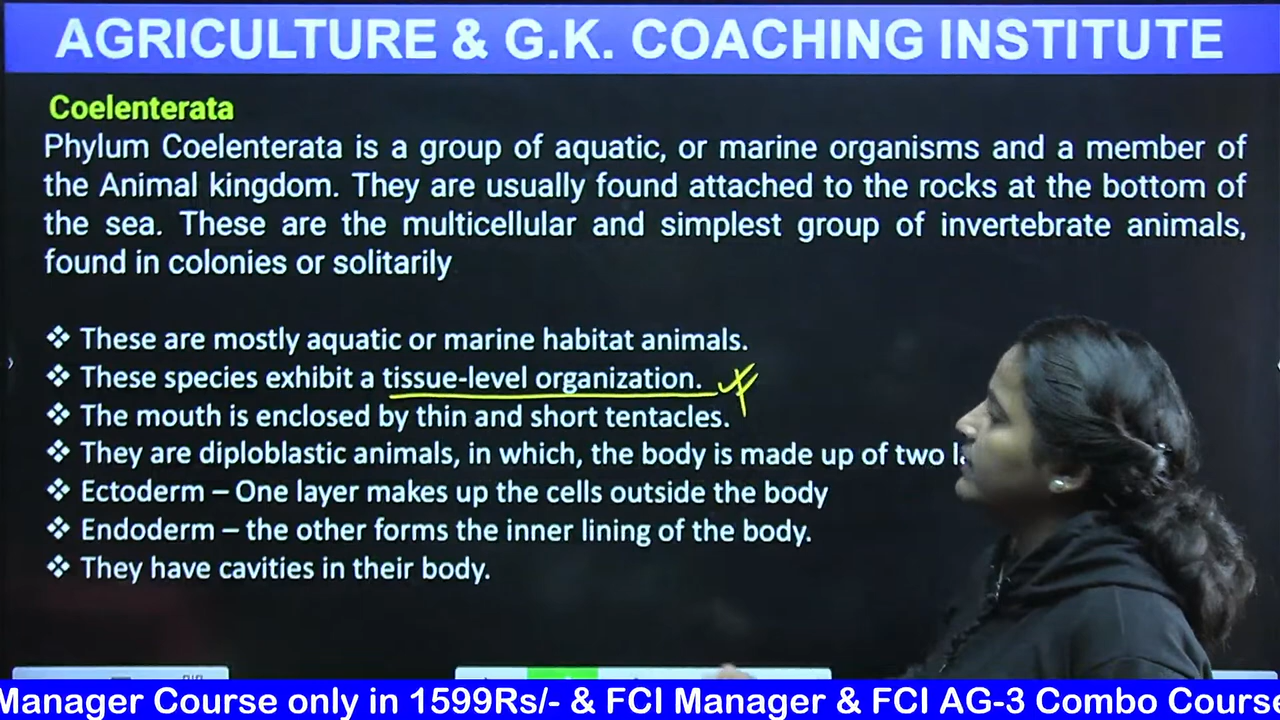 AGRICULTURE & G.K. COACHING INSTITUTE
Coelenterata
Phylum Coelenterata is a group of aquatic, or marine organisms and a member of
the Animal kingdom. They are usually found attached to the rocks at the bottom of
the sea. These are the multicellular and simplest group of invertebrate animals,
found in colonies or solitarily
❖ These are mostly aquatic or marine habitat animals.
❖ These species exhibit a tissue-level organization.
❖ The mouth is enclosed by thin and short tentacles.
❖ They are diploblastic animals, in which, the body is made up of two
❖ Ectoderm – One layer makes up the cells outside the body
❖ Endoderm – the other forms the inner lining of the body.
❖ They have cavities in their body.
Manager Course only in 1599Rs/- & FCI Manager & FCI AG-3 Combo Course